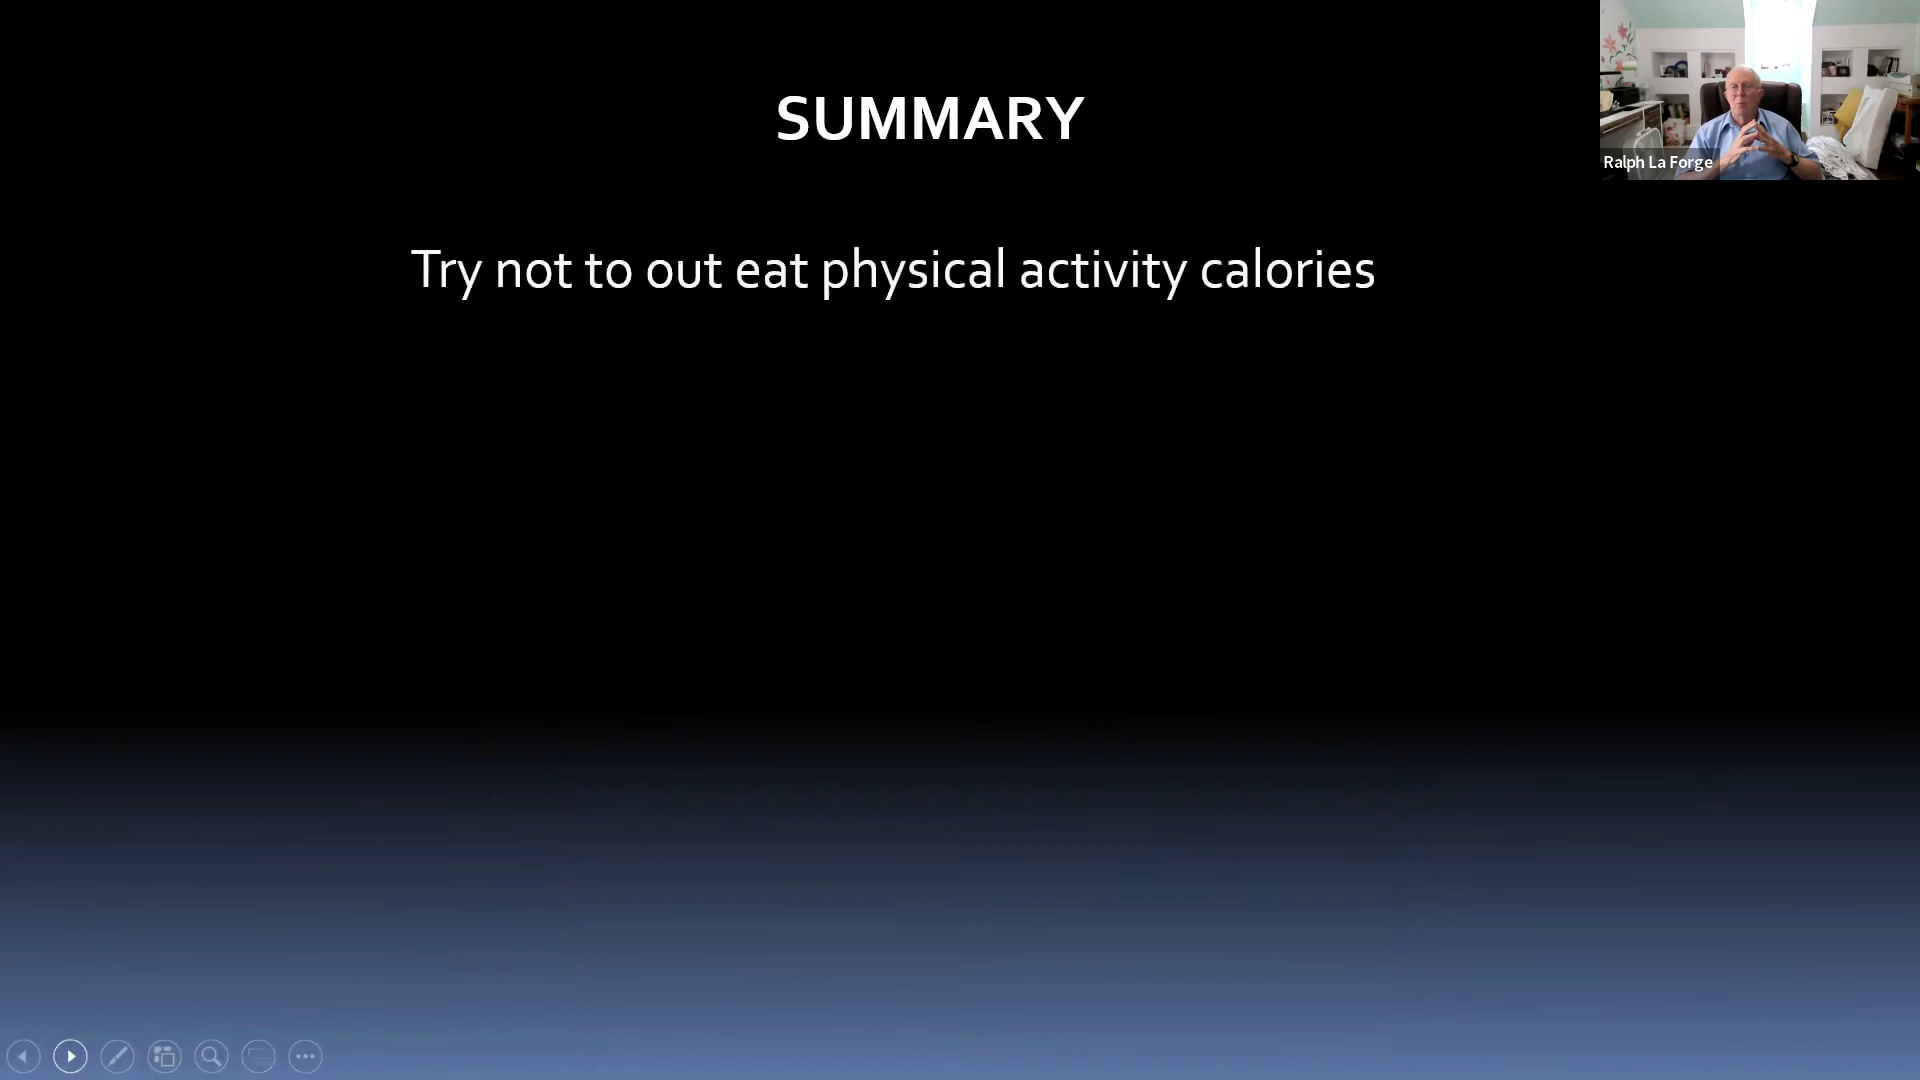 SUMMARY
Ralph La Forge
Try not to out eat physical activity calories